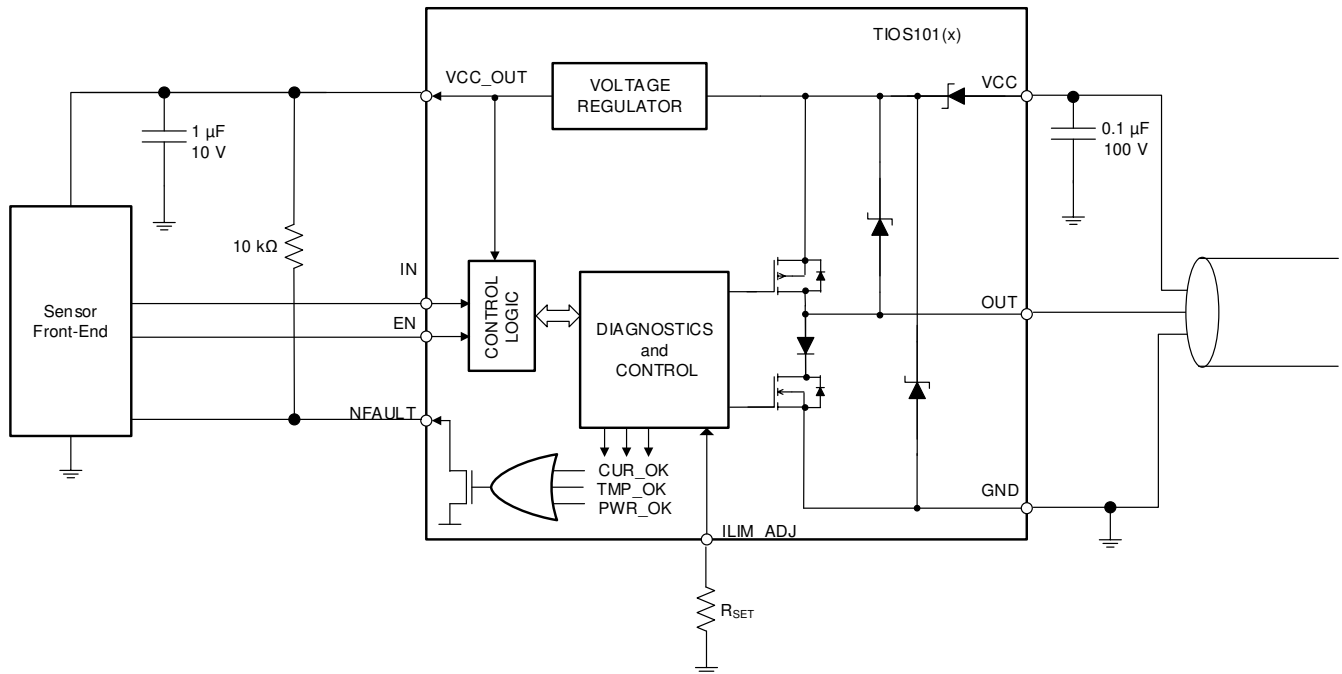 TIOS101(x)
VCC_OUT
VOLTAGE
REGULATOR
VCC
1 µF
10 V
0.1 µF
100 V
10 kΩ
IN
EN
CONTROL
LOGIC
DIAGNOSTICS
and
CONTROL
OUT
Sensor
Front-End
NFAULT
CUR_OK
TMP_OK
PWR_OK
GND
ILIM_ADJ
RSET